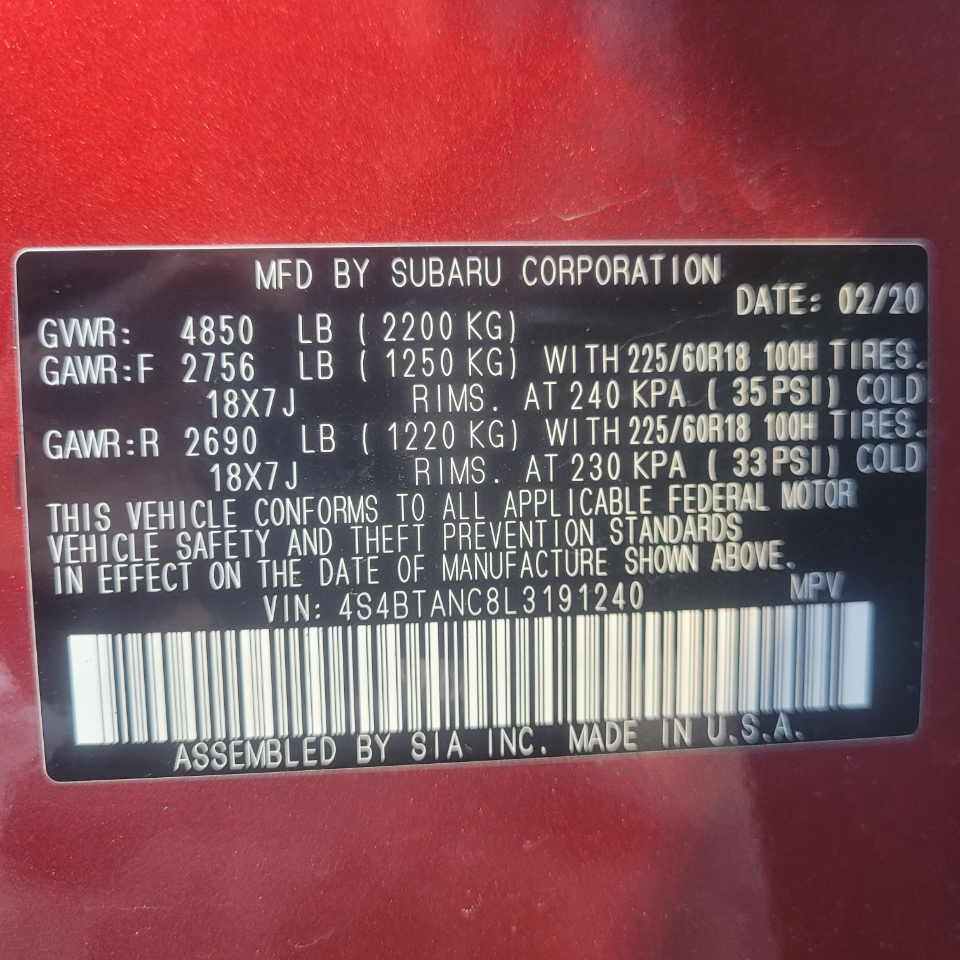 MFD BY SUBARU CORPORATION
DATE: 02/20
GVWR: 4850 LB ( 2200 KG)
GAWR:F 2756 LB ( 1250 KG) WITH 225/60R18 100H TIRES.
18X7J RIMS. AT 240 KPA ( 35PSI) COLD
GAWR:R 2690 LB ( 1220 KG) WITH 225/60R18 100H TIRES.
18X7J RIMS. AT 230 KPA ( 33PSI) COLD
THIS VEHICLE CONFORMS TO ALL APPLICABLE FEDERAL MOTOR
VEHICLE SAFETY AND THEFT PREVENTION STANDARDS
IN EFFECT ON THE DATE OF MANUFACTURE SHOWN ABOVE.
VIN: 4S4BTANC8L3191240 MPV
ASSEMBLED BY SIA INC. MADE IN U.S.A.